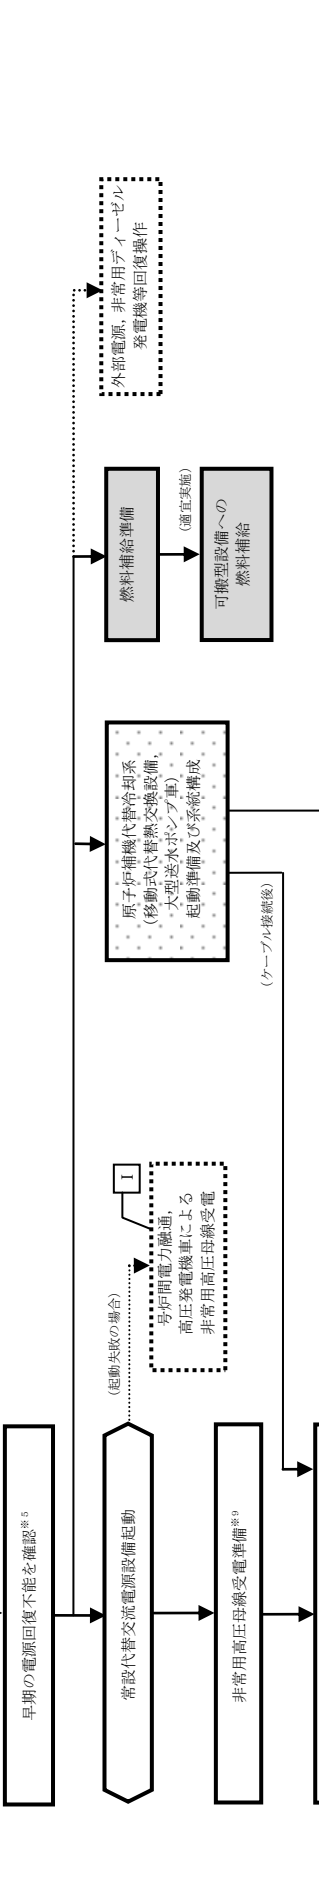 早期の電源回復不能を確認※5
常設代替交流電源設備起動
(起動失敗の場合)
I
号炉間電力融通,
高圧発電機車による
非常用高圧母線受電
非常用高圧母線受電準備※9
原子炉補機代替冷却系
(移動式代替熱交換設備,
大型送水ポンプ車)
起動準備及び系統構成
(ケーブル接続後)
燃料補給準備
(適宜実施)
可搬型設備への
燃料補給
外部電源, 非常用ディーゼル
発電機等回復操作